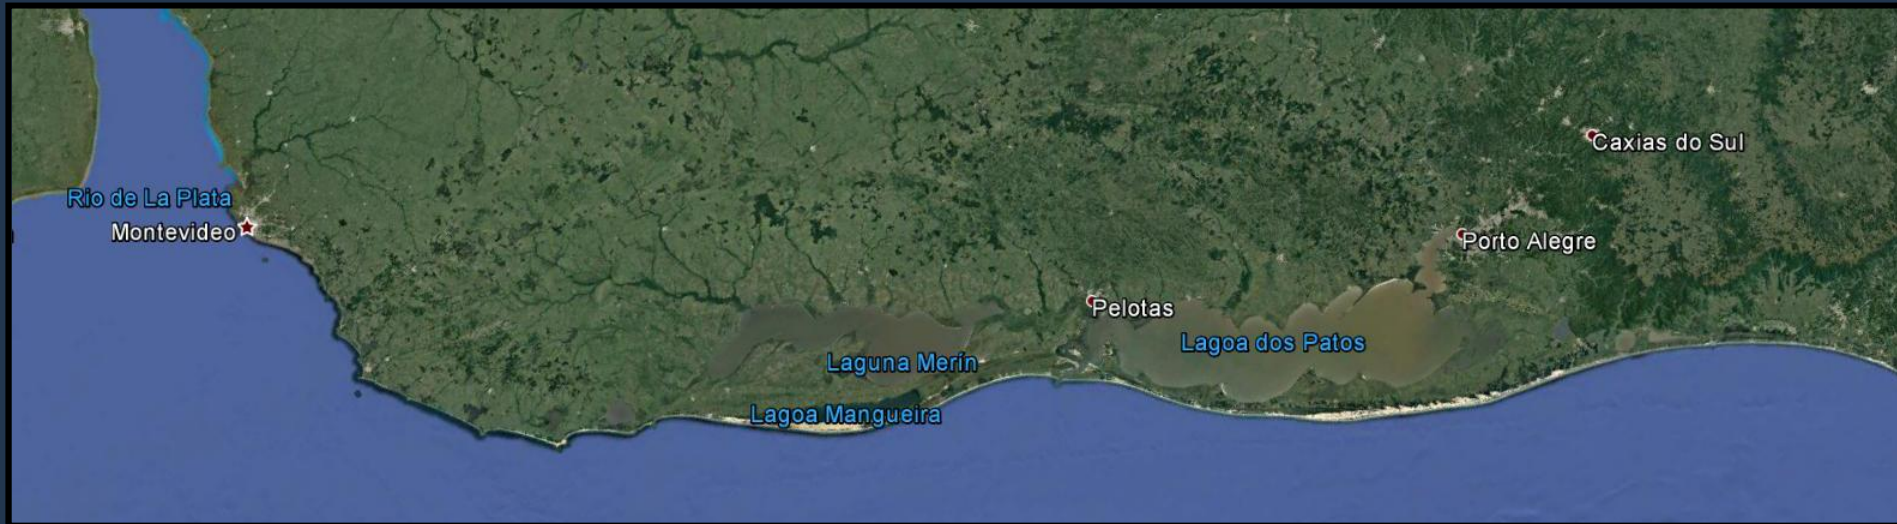 Caxias do Sul
Rio de La Plata
Montevideo
Porto Alegre
Pelotas
Lagoa dos Patos
Laguna Merín
Lagoa Mangueira